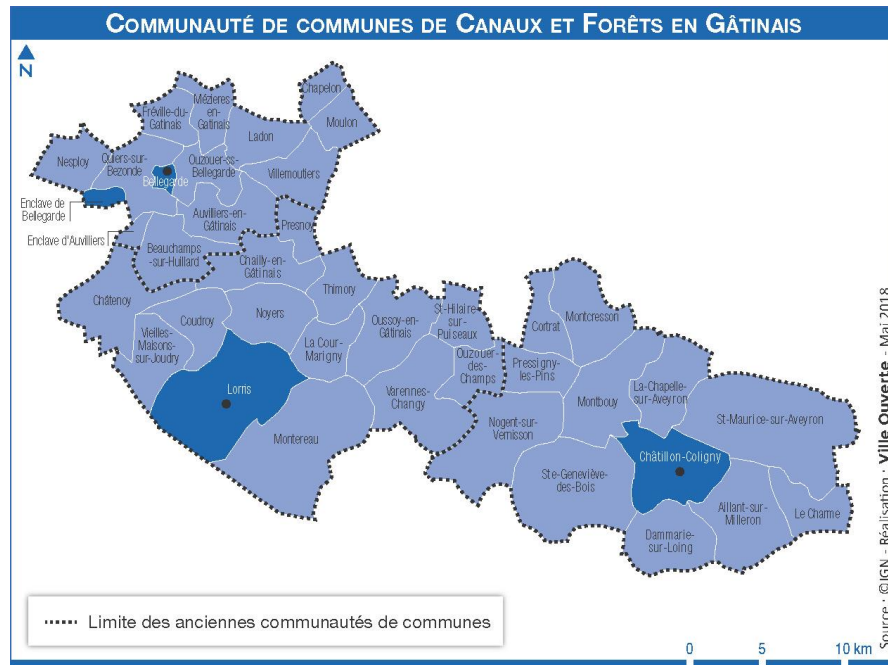 COMMUNAUTÉ DE COMMUNES DE CANAUX ET FORÊTS EN GÂTINAIS
N
Chapelon
Mézieres
en-
Gatinais
Fréville-du-
Gatinais
Moulon
Ladon
Nesploy
Quiers-sur-
Bezonde
Ouzouer-ss-
Bellegarde
Villemoutiers
Bellegarde
Enclave de
Bellegarde
Auvilliers-en-
Gâtinais
Presnoy
Enclave d'Auvilliers
Beauchamps
-sur-Huillard
Chailly-en-
Gâtinais
Thimory
Châtenoy
Coudroy
Noyers
Oussoy-en-
Gâtinais
St-Hilaire-
sur-
Puiseaux
Cortrat
Montcresson
Vieilles-
Maisons-
sur-Joudry
La Cour-
Marigny
Ouzouer-
des-
Champs
Pressigny-
les-Pins
Lorris
Varennes-
Changy
Montbouy
La-Chapelle
-sur-Aveyron
St-Maurice-sur-Aveyron
Nogent-sur-
Vernisson
Montereau
Châtillon-Coligny
Ste-Geneviève-
des-Bois
Aillant-sur-
Milleron
Le Charme
Dammarie-
sur-Loing
Limite des anciennes communautés de communes
0 5 10 km
Source : ©IGN - Réalisation : Ville Ouverte - Mai 2018